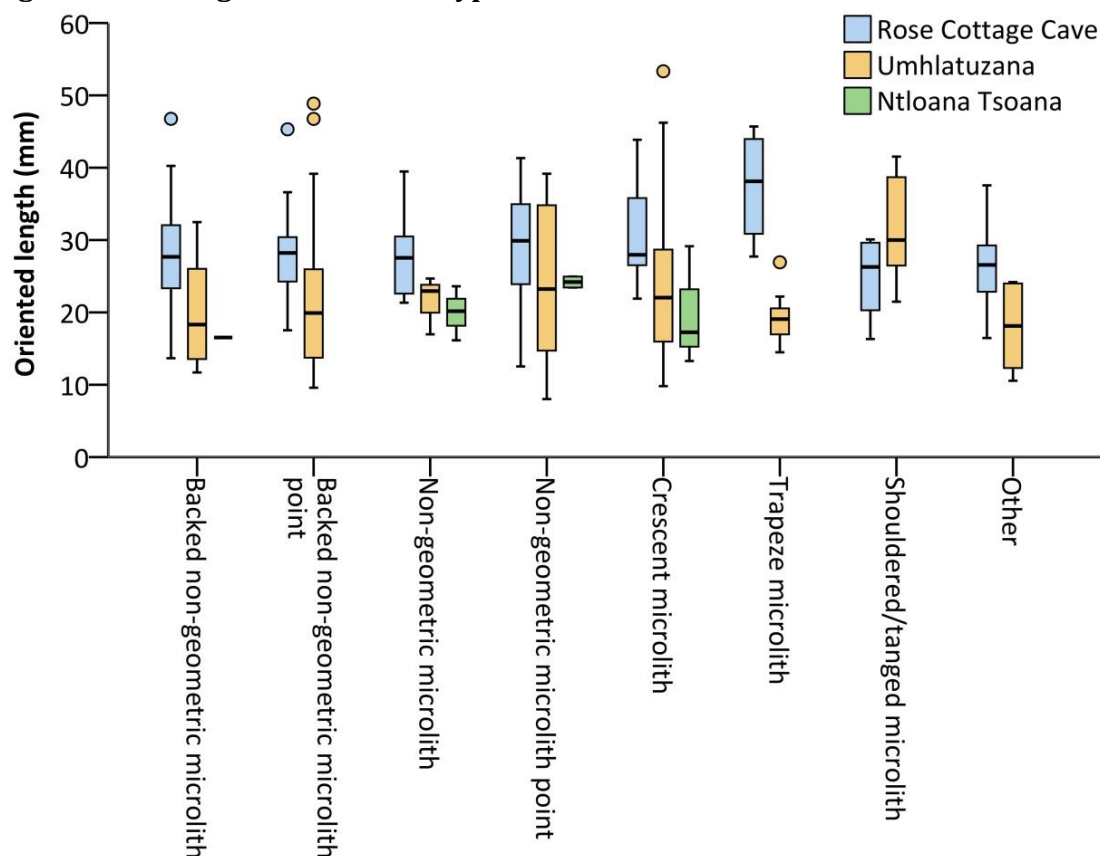 60
50
40
30
20
10
0
Oriented length (mm)
Rose Cottage Cave
Umhlatuzana
Ntloana Tsoana
Backed non-geometric microlith
Backed non-geometric microlith
point
Non-geometric microlith
Non-geometric microlith point
Crescent microlith
Trapeze microlith
Shouldered/tanged microlith
Other